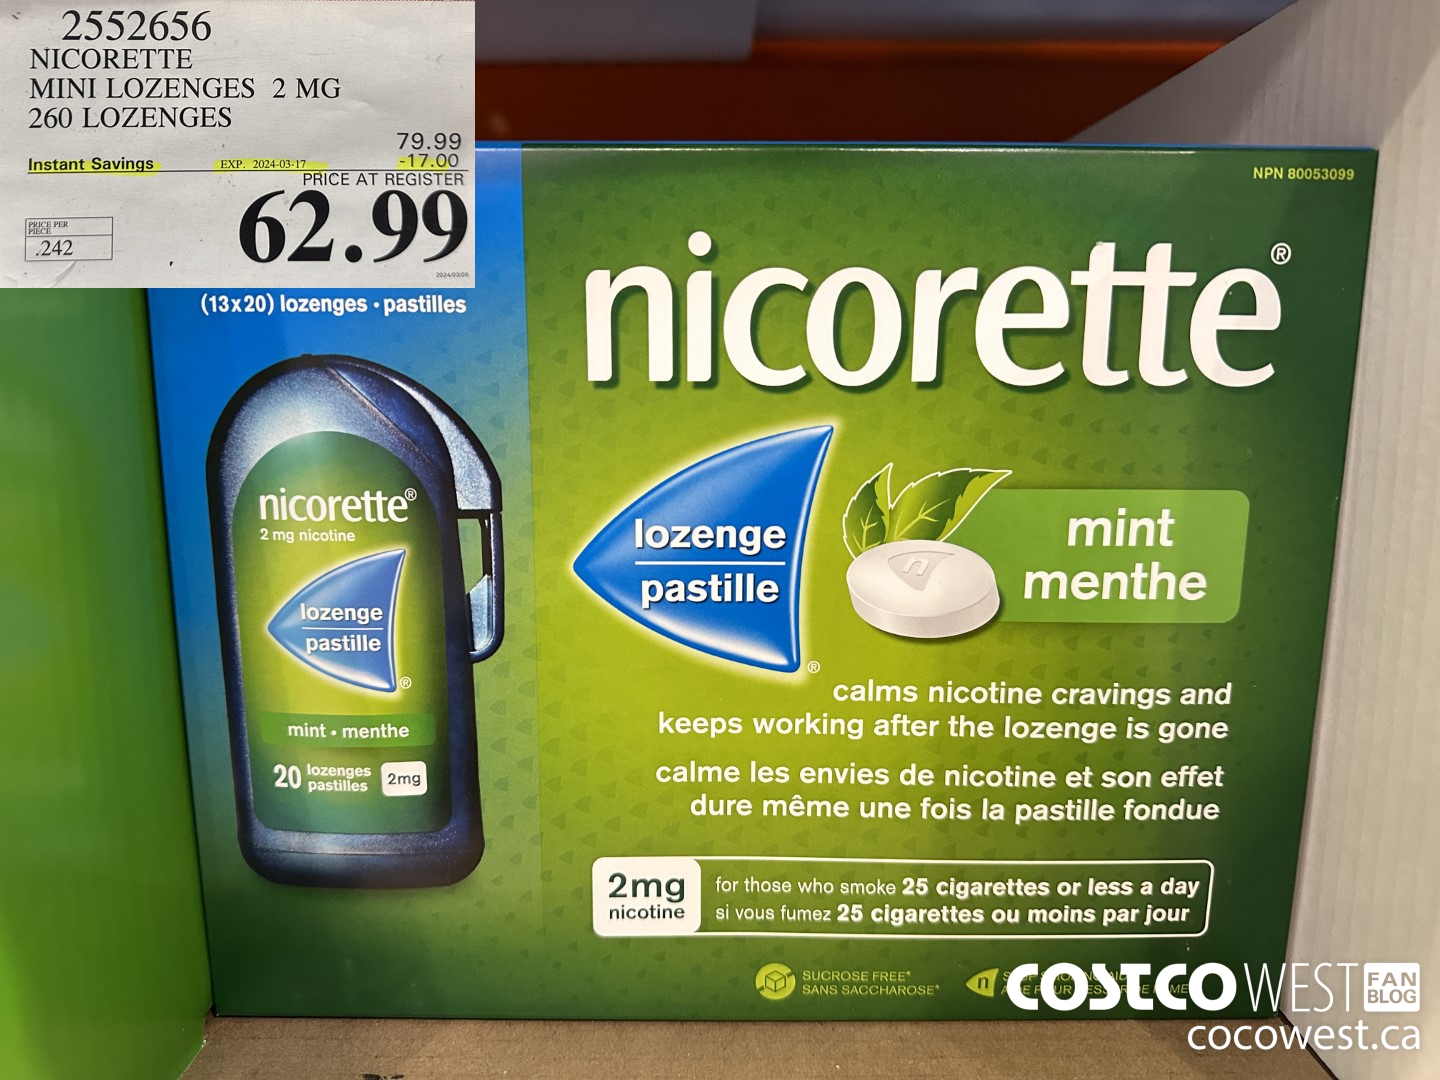 2552656
NICORETTE
MINI LOZENGES 2 MG
260 LOZENGES
79.99
Instant Savings EXP. 2024-03-17 -17.00
PRICE AT REGISTER
62.99
PRICE PER
PIECE
.242
2024/03/05
(13x20) lozenges • pastilles
nicorette®
2 mg nicotine
lozenge
pastille
®
mint • menthe
20 lozenges
pastilles
2mg
NPN 80053099
nicorette®
lozenge
pastille
®
mint
menthe
calms nicotine cravings and
keeps working after the lozenge is gone
calme les envies de nicotine et son effet
dure même une fois la pastille fondue
2mg
nicotine
for those who smoke 25 cigarettes or less a day
si vous fumez 25 cigarettes ou moins par jour
SUCROSE FREE*
SANS SACCHAROSE*
n
COSTCO WEST FAN
BLOG
cocowest.ca